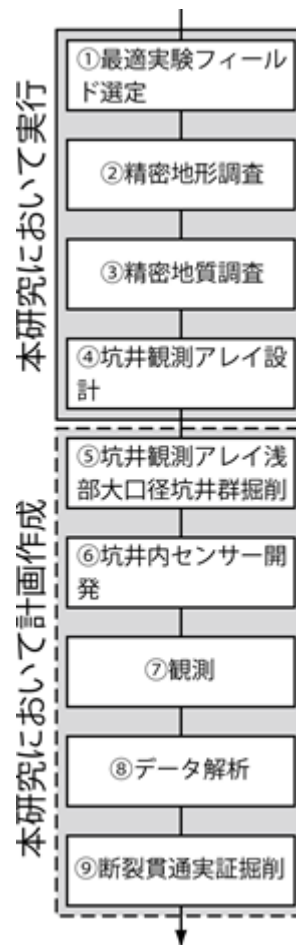 本研究において実行
①最適実験フィール
ド選定
②精密地形調査
③精密地質調査
④坑井観測アレイ設
計
本研究において計画作成
⑤坑井観測アレイ浅
部大口径坑井群掘削
⑥坑井内センサー開
発
⑦観測
⑧データ解析
⑨断裂貫通実証掘削